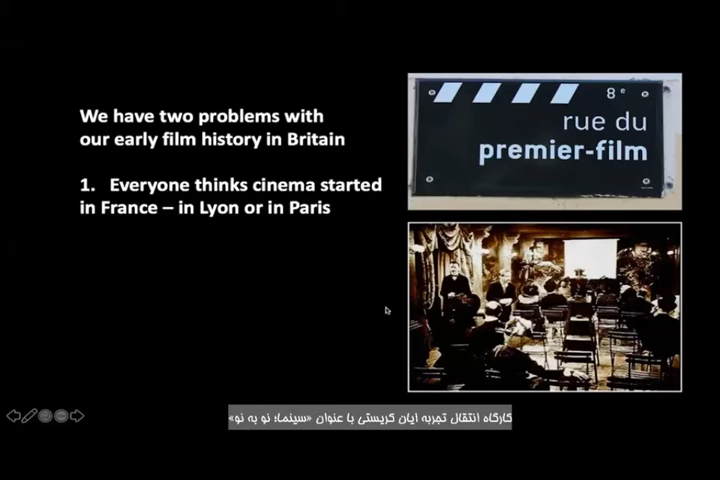 We have two problems with
our early film history in Britain
1. Everyone thinks cinema started
in France – in Lyon or in Paris
8e
rue du
premier-film
کارگاه انتقال تجربه ایان کریستی با عنوان «سینما؛ نو به نو»